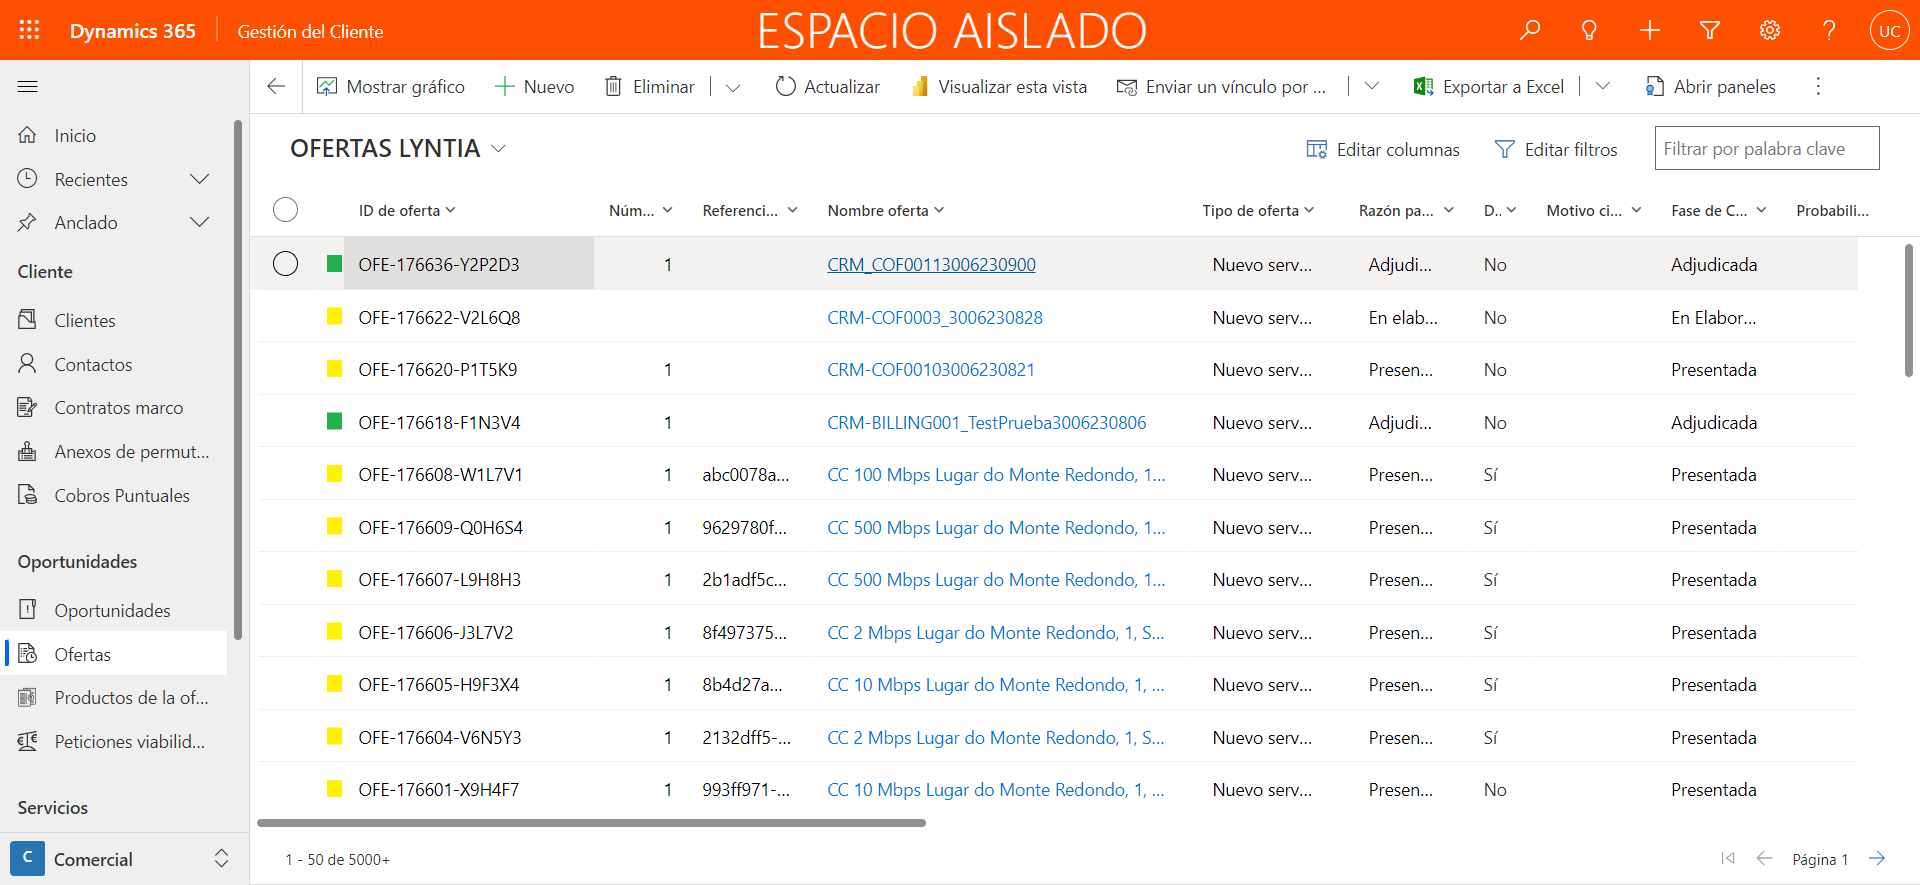 Dynamics 365
Gestión del Cliente
ESPACIO AISLADO
UC
Mostrar gráfico
Nuevo
Eliminar
Actualizar
Visualizar esta vista
Enviar un vínculo por ...
Exportar a Excel
Abrir paneles
Inicio
Recientes
Anclado
Cliente
Clientes
Contactos
Contratos marco
Anexos de permut...
Cobros Puntuales
Oportunidades
Oportunidades
Ofertas
Productos de la of...
Peticiones viabilid...
Servicios
C
Comercial
OFERTAS LYNTIA
Editar columnas
Editar filtros
Filtrar por palabra clave
ID de oferta Núm... Referenci... Nombre oferta Tipo de oferta Razón pa... D.. Motivo ci... Fase de C... Probabili...
OFE-176636-Y2P2D3 1 CRM_COF00113006230900 Nuevo serv... Adjudi... No Adjudicada
OFE-176622-V2L6Q8 CRM-COF0003_3006230828 Nuevo serv... En elab... No En Elabor...
OFE-176620-P1T5K9 1 CRM-COF00103006230821 Nuevo serv... Presen... No Presentada
OFE-176618-F1N3V4 1 CRM-BILLING001_TestPrueba3006230806 Nuevo serv... Adjudi... No Adjudicada
OFE-176608-W1L7V1 1 abc0078a... CC 100 Mbps Lugar do Monte Redondo, 1... Nuevo serv... Presen... Sí Presentada
OFE-176609-Q0H6S4 1 9629780f... CC 500 Mbps Lugar do Monte Redondo, 1... Nuevo serv... Presen... Sí Presentada
OFE-176607-L9H8H3 1 2b1adf5c... CC 500 Mbps Lugar do Monte Redondo, 1... Nuevo serv... Presen... Sí Presentada
OFE-176606-J3L7V2 1 8f497375... CC 2 Mbps Lugar do Monte Redondo, 1, S... Nuevo serv... Presen... Sí Presentada
OFE-176605-H9F3X4 1 8b4d27a... CC 10 Mbps Lugar do Monte Redondo, 1, ... Nuevo serv... Presen... Sí Presentada
OFE-176604-V6N5Y3 1 2132dff5-... CC 2 Mbps Lugar do Monte Redondo, 1, S... Nuevo serv... Presen... Sí Presentada
OFE-176601-X9H4F7 1 993ff971-... CC 10 Mbps Lugar do Monte Redondo, 1, ... Nuevo serv... Presen... No Presentada
1 - 50 de 5000+
Página 1